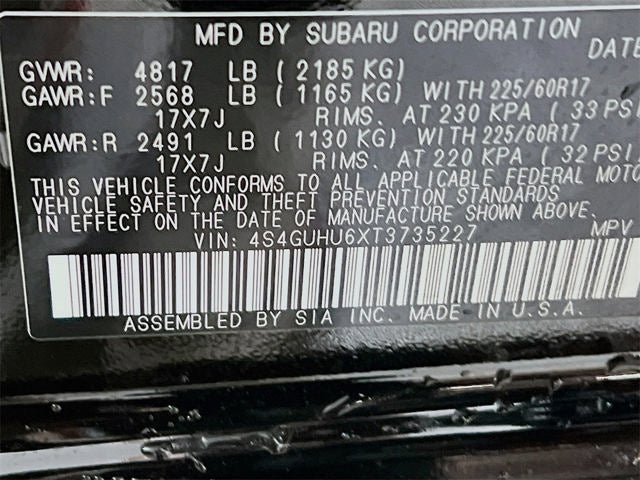 MFD BY SUBARU CORPORATION DATE
GVWR: 4817 LB ( 2185 KG)
GAWR:F 2568 LB ( 1165 KG) WITH 225/60R17
17X7J RIMS. AT 230 KPA ( 33 PSI
GAWR:R 2491 LB ( 1130 KG) WITH 225/60R17
17X7J RIMS. AT 220 KPA ( 32 PSI
THIS VEHICLE CONFORMS TO ALL APPLICABLE FEDERAL MOTO
VEHICLE SAFETY AND THEFT PREVENTION STANDARDS
IN EFFECT ON THE DATE OF MANUFACTURE SHOWN ABOVE.
VIN: 4S4GUHU6XT3735227 MPV
ASSEMBLED BY SIA INC. MADE IN U.S.A.